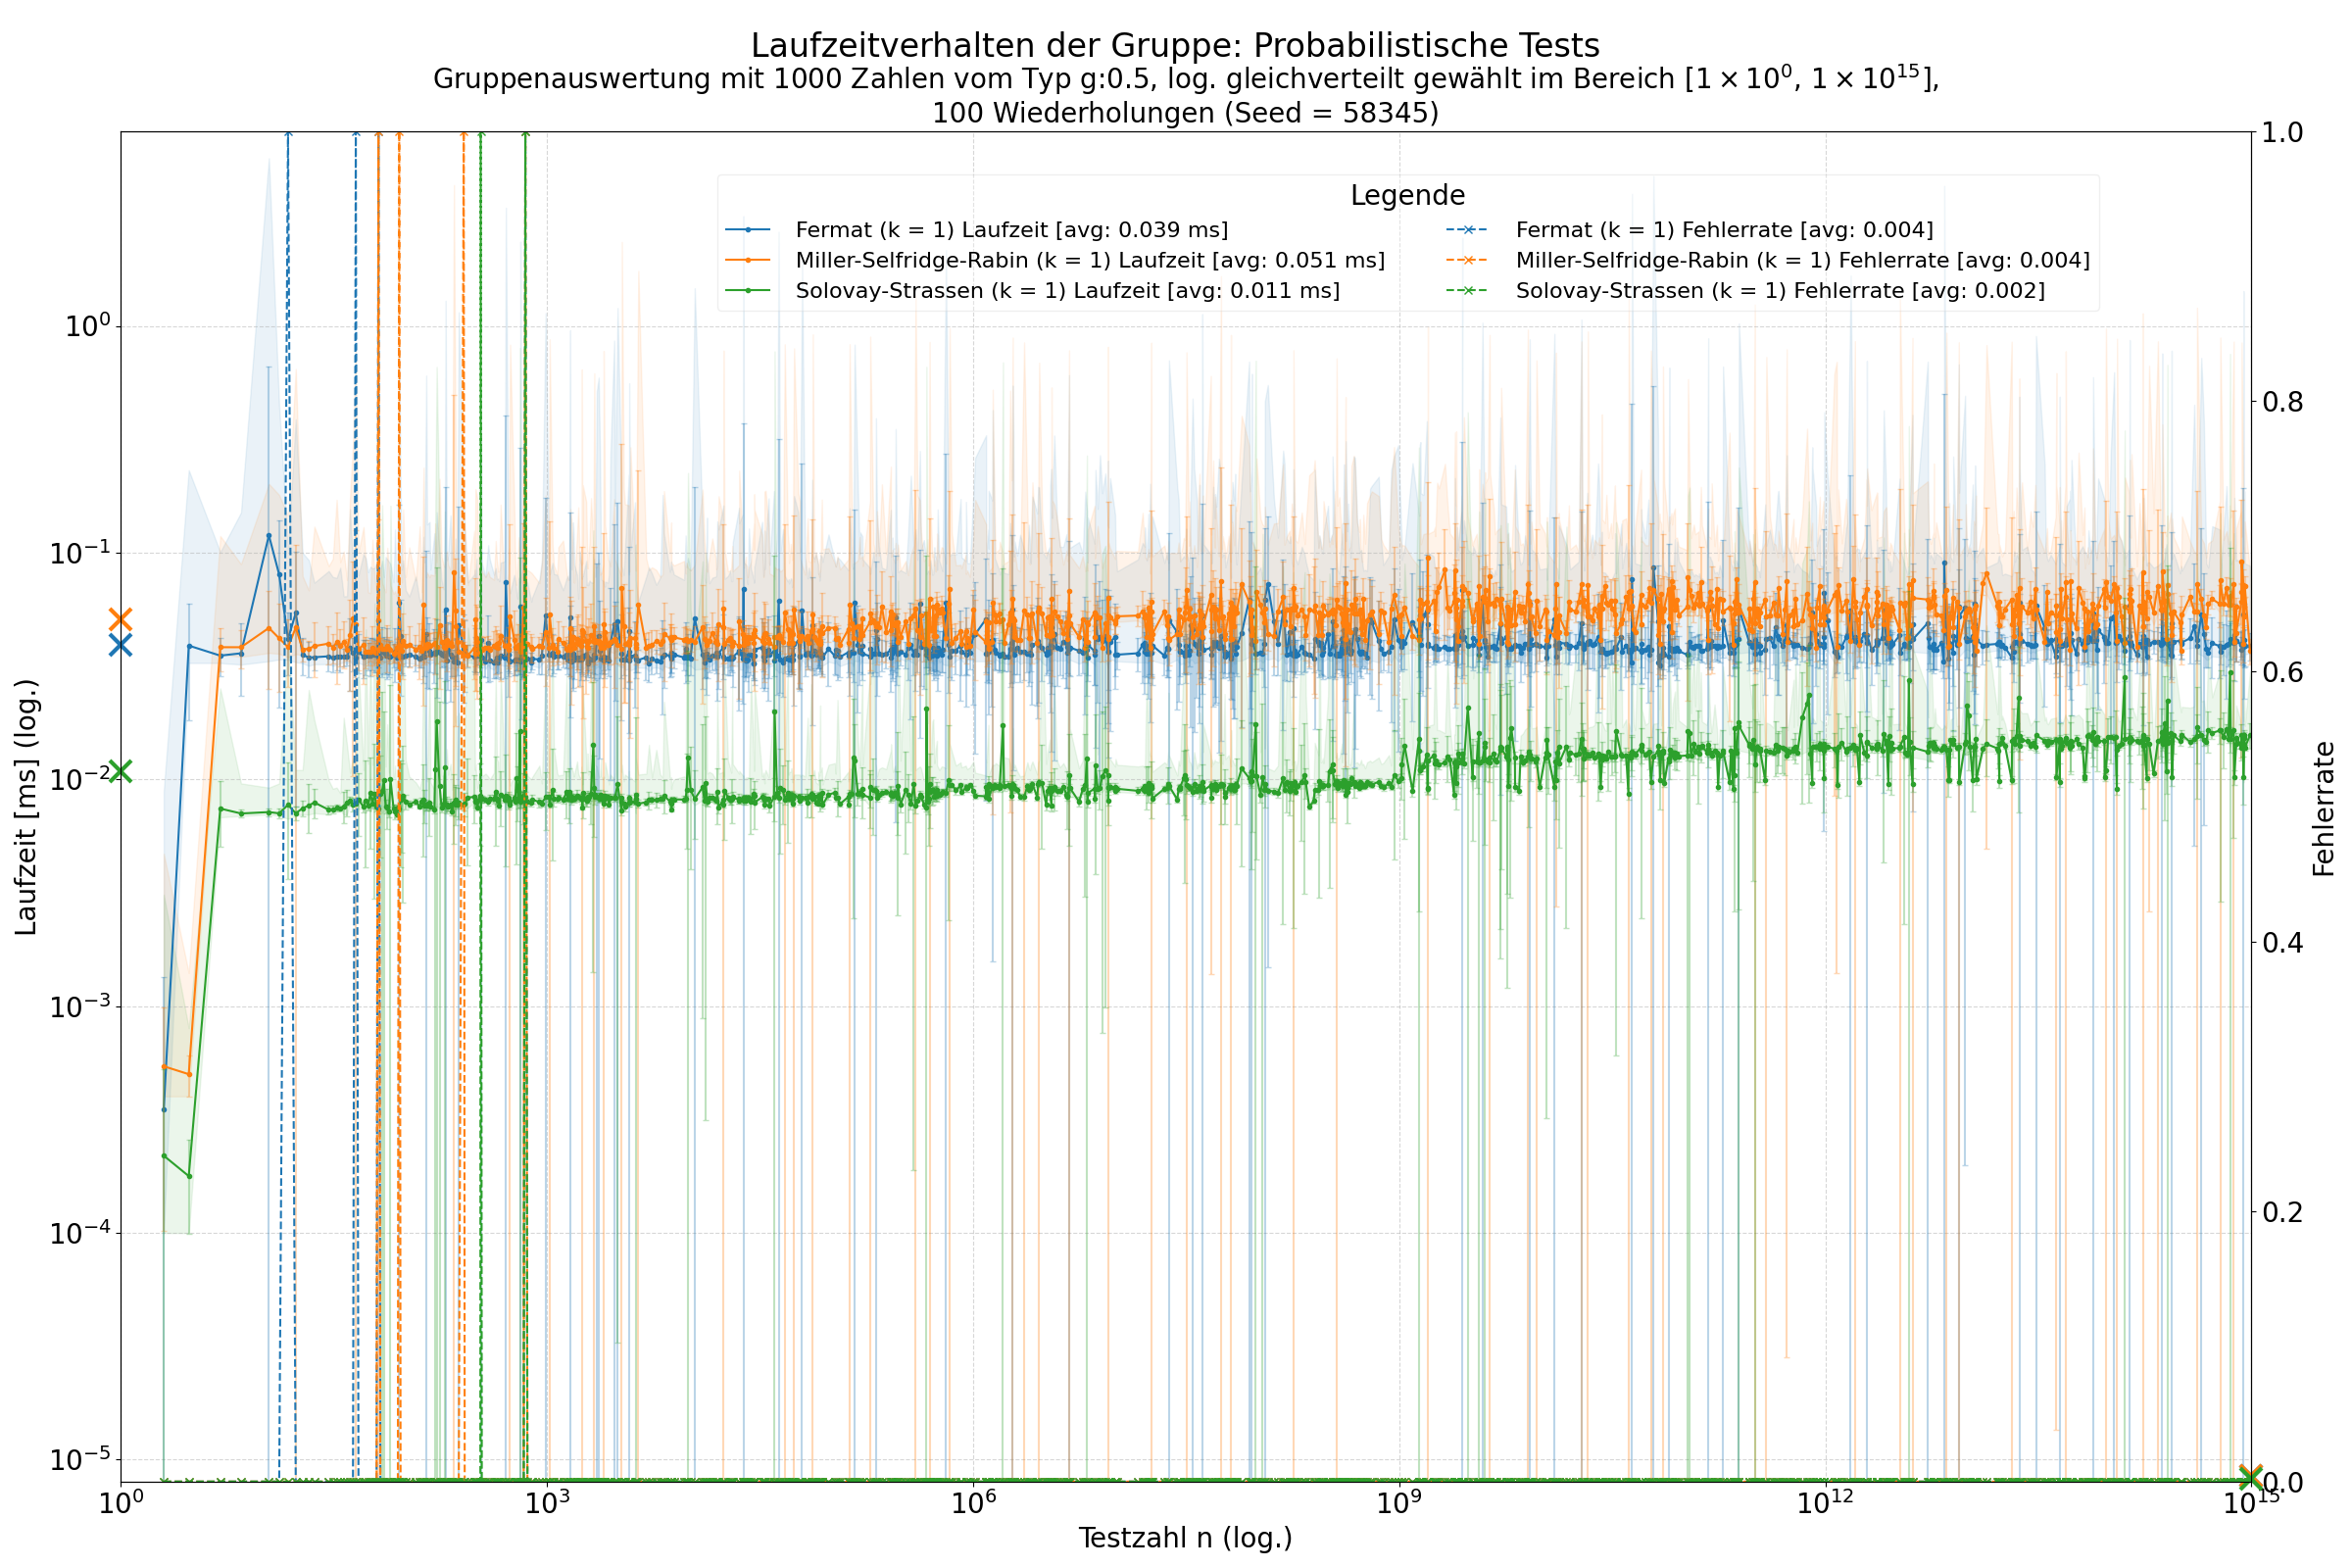 Laufzeitverhalten der Gruppe: Probabilistische Tests
Gruppenauswertung mit 1000 Zahlen vom Typ g:0.5, log. gleichverteilt gewählt im Bereich [1 × 10⁰, 1 × 10¹⁵],
100 Wiederholungen (Seed = 58345)
Legende
Fermat (k = 1) Laufzeit [avg: 0.039 ms]
Miller-Selfridge-Rabin (k = 1) Laufzeit [avg: 0.051 ms]
Solovay-Strassen (k = 1) Laufzeit [avg: 0.011 ms]
Fermat (k = 1) Fehlerrate [avg: 0.004]
Miller-Selfridge-Rabin (k = 1) Fehlerrate [avg: 0.004]
Solovay-Strassen (k = 1) Fehlerrate [avg: 0.002]
Laufzeit [ms] (log.)
10⁰
10⁻¹
10⁻²
10⁻³
10⁻⁴
10⁻⁵
1.0
0.8
0.6
0.4
0.2
0.0
Fehlerrate
10⁰
10³
10⁶
10⁹
10¹²
10¹⁵
Testzahl n (log.)